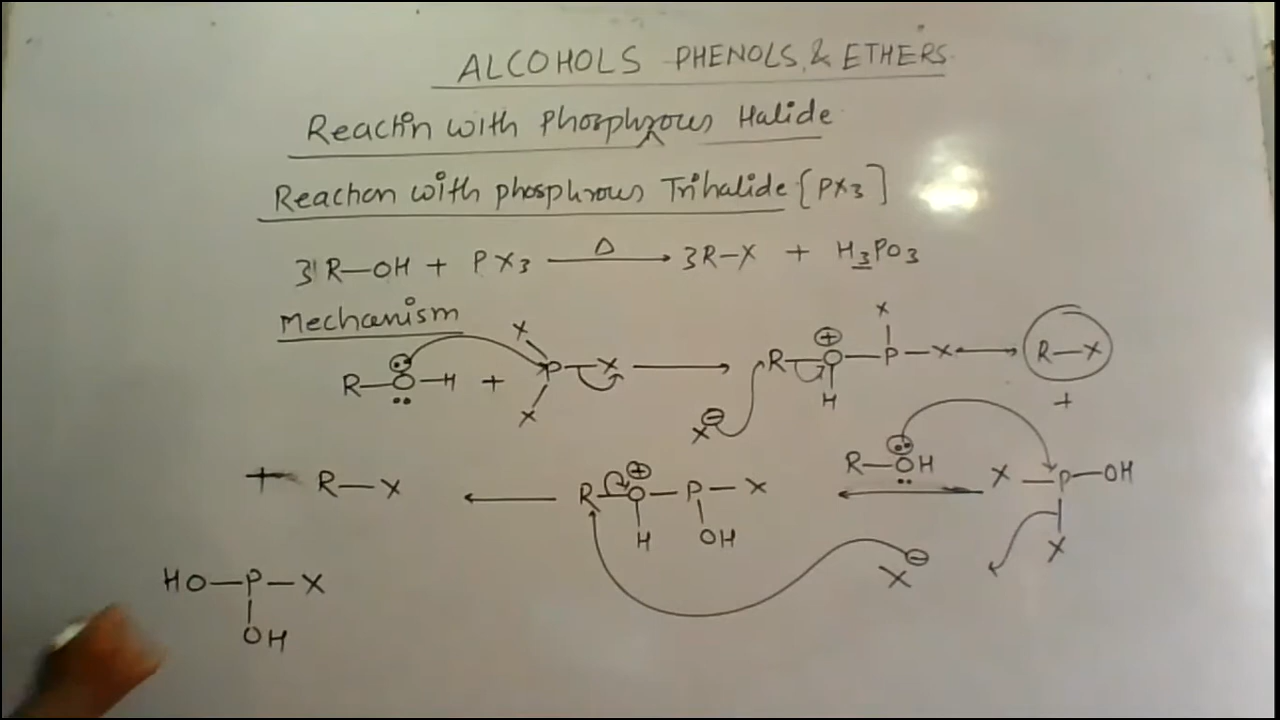 ALCOHOLS PHENOLS & ETHERS
Reactin with Phosphrous Halide
Reaction with phosphrous Trihalide [PX3]
3 R—OH + PX3 —Δ→ 3R—X + H3PO3
Mechanism
R—O—H + X P—X X → R—O⊕—P—X X H → R—X
X⊖ +
R—OH X—P—OH X
+ R—X ← R—O⊕—P—X H OH ← X⊖
HO—P—X
OH